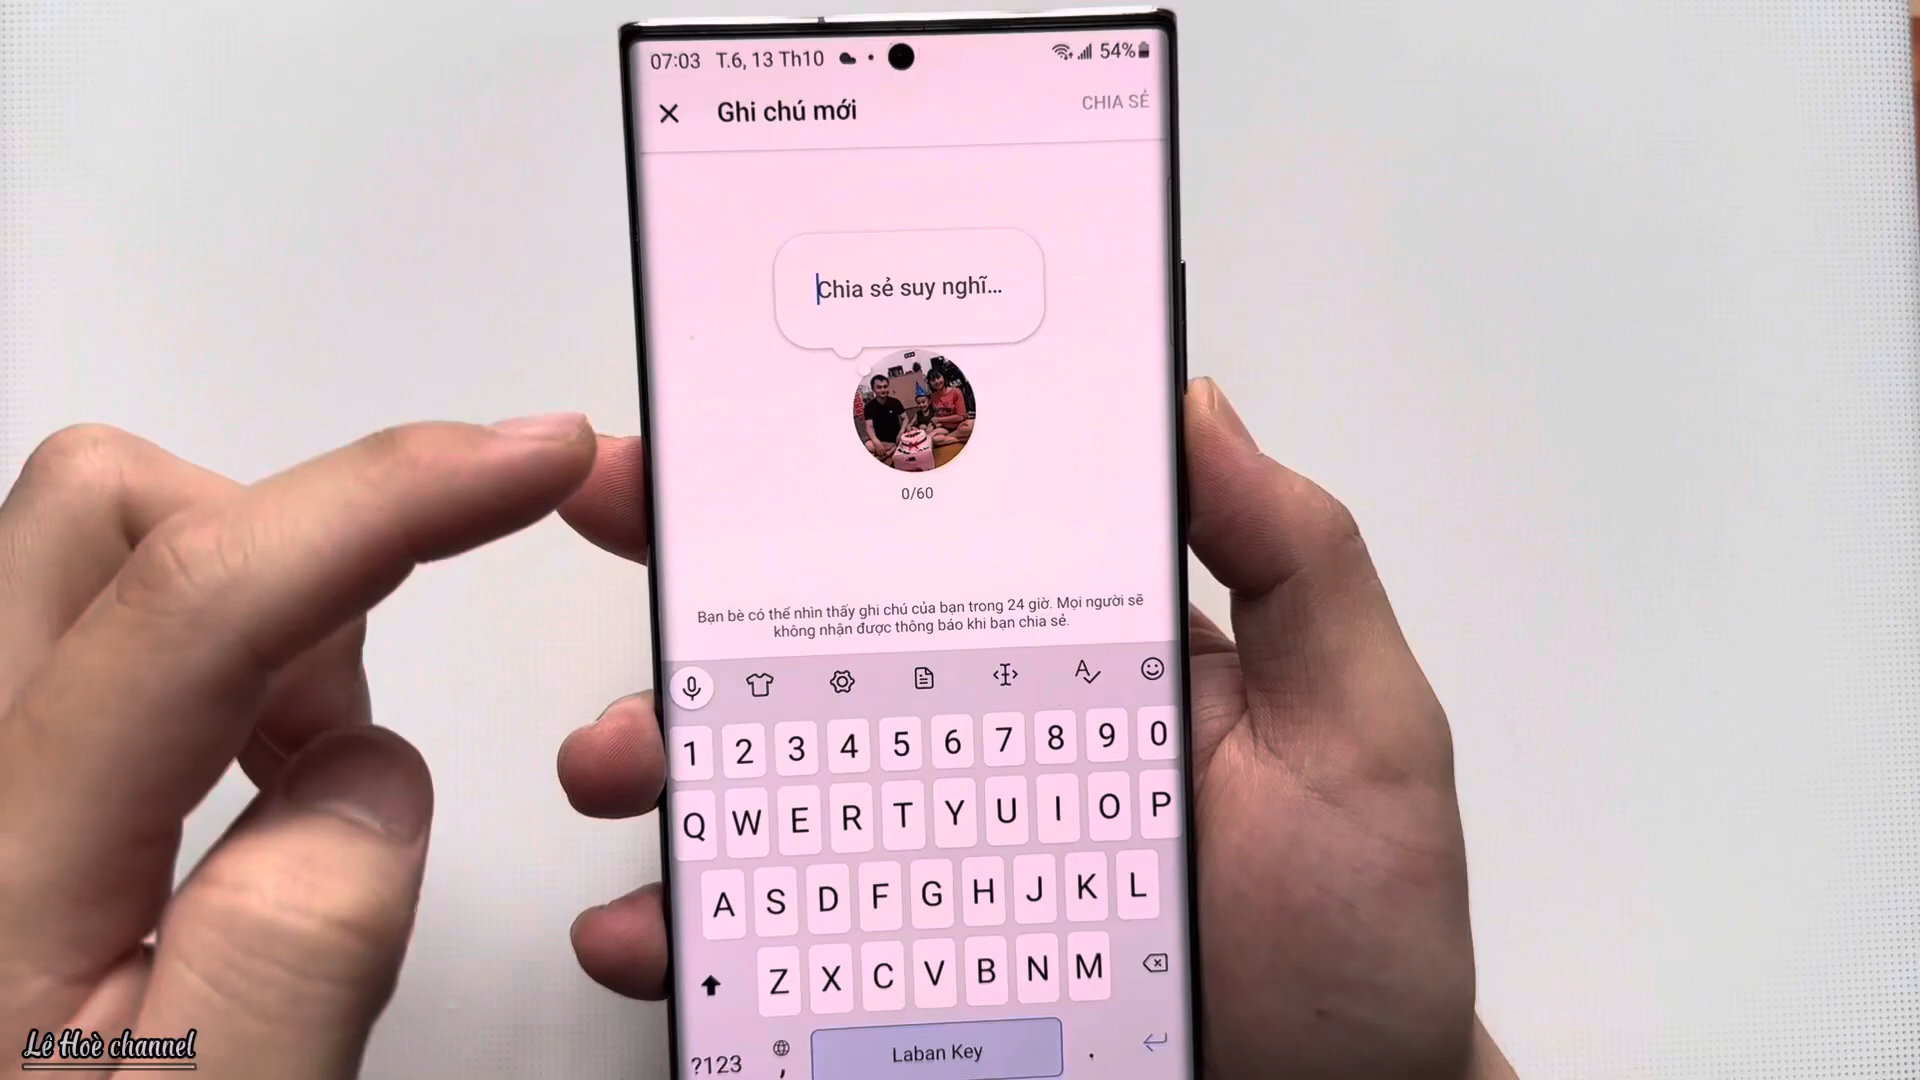 07:03 T.6, 13 Th10 54%
Ghi chú mới
CHIA SẺ
Chia sẻ suy nghĩ...
0/60
Bạn bè có thể nhìn thấy ghi chú của bạn trong 24 giờ. Mọi người sẽ
không nhận được thông báo khi bạn chia sẻ.
1 2 3 4 5 6 7 8 9 0
Q W E R T Y U I O P
A S D F G H J K L
Z X C V B N M
?123 , Laban Key .
Lê Hoè channel